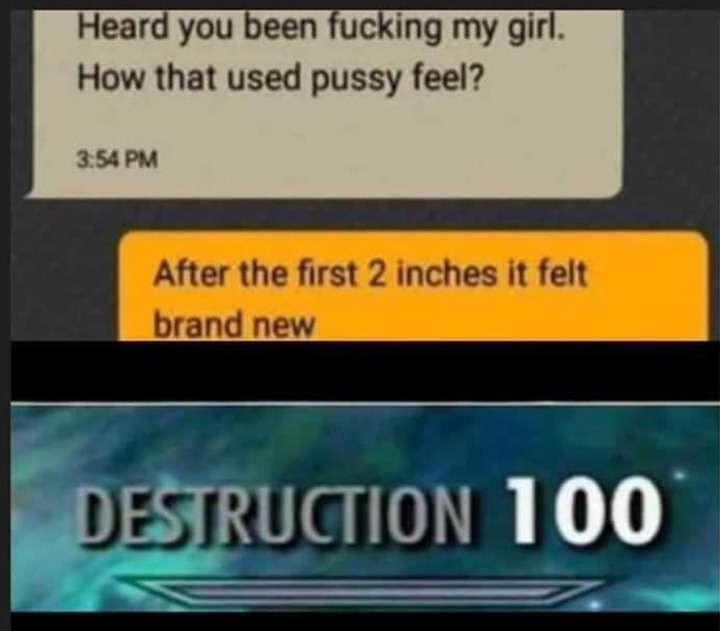 Heard you been fucking my girl.
How that used pussy feel?
3:54 PM
After the first 2 inches it felt
brand new
DESTRUCTION 100